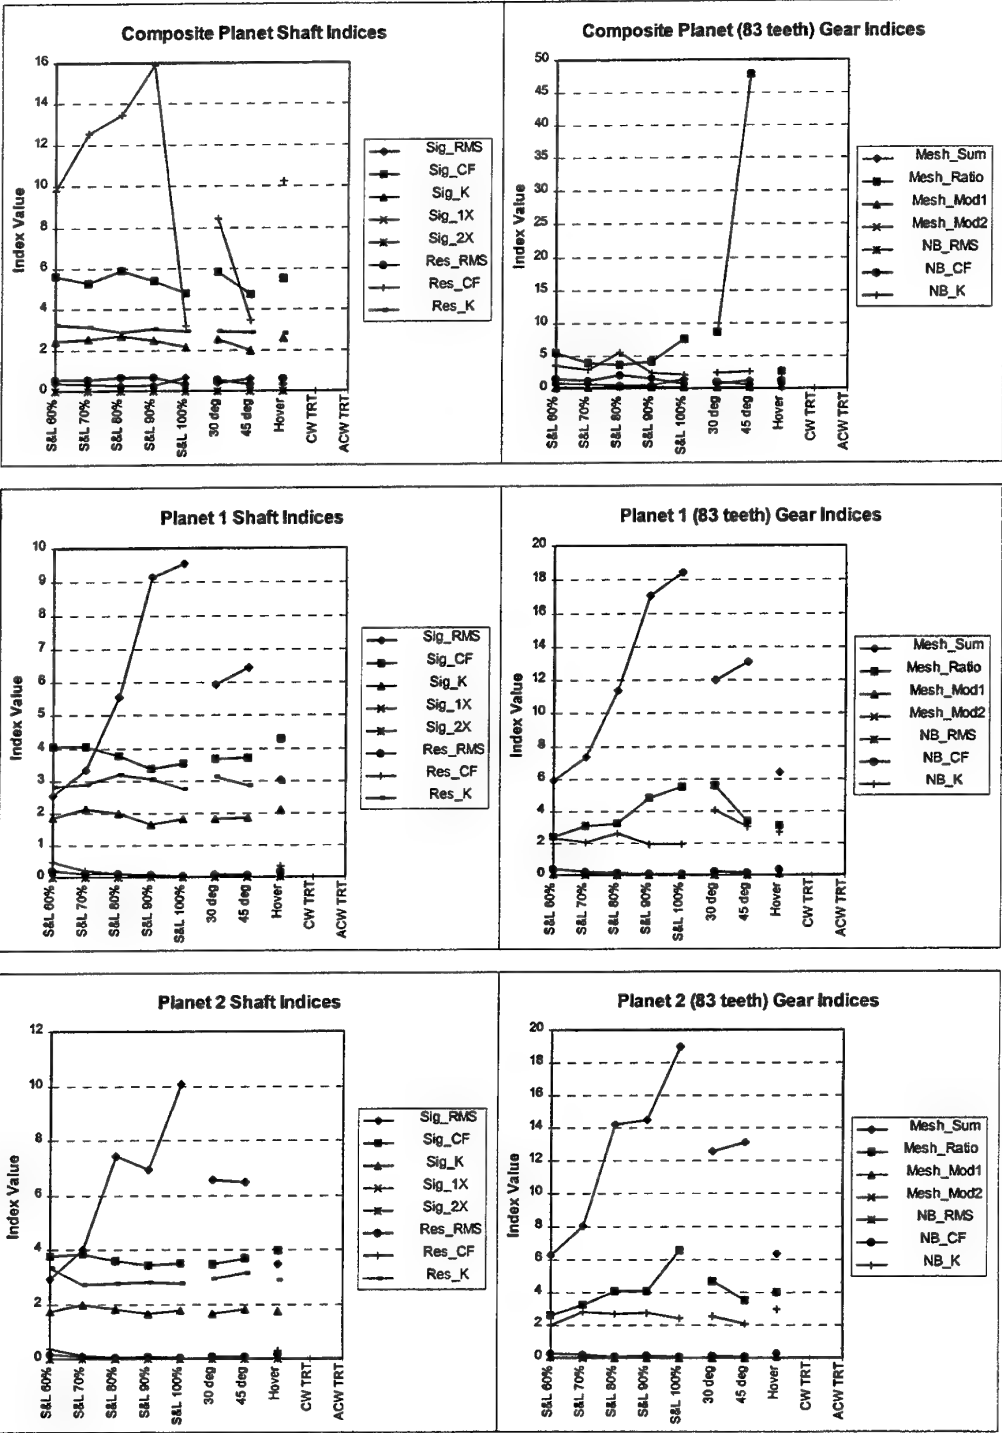 Composite Planet Shaft Indices
Index Value
16
14
12
10
8
6
4
2
0
S&L 60%
S&L 70%
S&L 80%
S&L 90%
S&L 100%
30 deg
45 deg
Hover
CW TRT
ACW TRT
Sig_RMS
Sig_CF
Sig_K
Sig_1X
Sig_2X
Res_RMS
Res_CF
Res_K
Composite Planet (83 teeth) Gear Indices
Index Value
50
45
40
35
30
25
20
15
10
5
0
S&L 60%
S&L 70%
S&L 80%
S&L 90%
S&L 100%
30 deg
45 deg
Hover
CW TRT
ACW TRT
Mesh_Sum
Mesh_Ratio
Mesh_Mod1
Mesh_Mod2
NB_RMS
NB_CF
NB_K
Planet 1 Shaft Indices
Index Value
10
9
8
7
6
5
4
3
2
1
0
S&L 60%
S&L 70%
S&L 80%
S&L 90%
S&L 100%
30 deg
45 deg
Hover
CW TRT
ACW TRT
Sig_RMS
Sig_CF
Sig_K
Sig_1X
Sig_2X
Res_RMS
Res_CF
Res_K
Planet 1 (83 teeth) Gear Indices
Index Value
20
18
16
14
12
10
8
6
4
2
0
S&L 60%
S&L 70%
S&L 80%
S&L 90%
S&L 100%
30 deg
45 deg
Hover
CW TRT
ACW TRT
Mesh_Sum
Mesh_Ratio
Mesh_Mod1
Mesh_Mod2
NB_RMS
NB_CF
NB_K
Planet 2 Shaft Indices
Index Value
12
10
8
6
4
2
0
S&L 60%
S&L 70%
S&L 80%
S&L 90%
S&L 100%
30 deg
45 deg
Hover
CW TRT
ACW TRT
Sig_RMS
Sig_CF
Sig_K
Sig_1X
Sig_2X
Res_RMS
Res_CF
Res_K
Planet 2 (83 teeth) Gear Indices
Index Value
20
18
16
14
12
10
8
6
4
2
0
S&L 60%
S&L 70%
S&L 80%
S&L 90%
S&L 100%
30 deg
45 deg
Hover
CW TRT
ACW TRT
Mesh_Sum
Mesh_Ratio
Mesh_Mod1
Mesh_Mod2
NB_RMS
NB_CF
NB_K